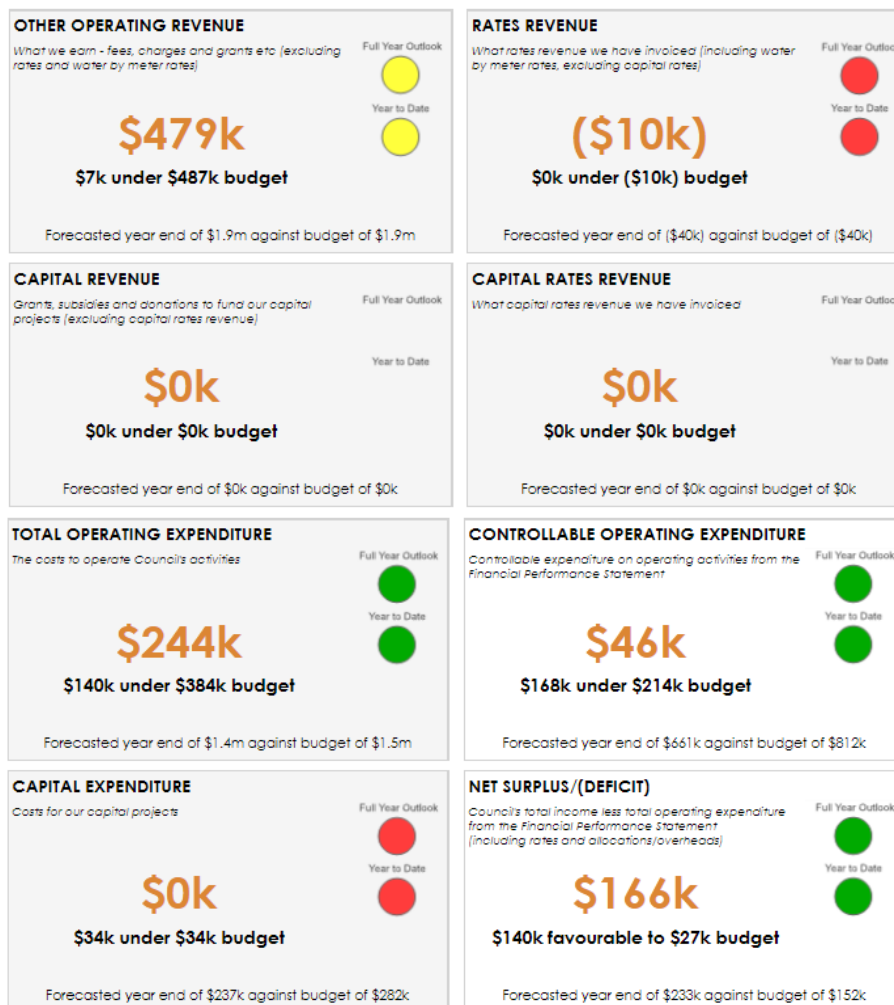 OTHER OPERATING REVENUE
What we earn - fees, charges and grants etc (excluding
rates and water by meter rates)
Full Year Outlook
Year to Date
$479k
$7k under $487k budget
Forecasted year end of $1.9m against budget of $1.9m
RATES REVENUE
What rates revenue we have invoiced (including water
by meter rates, excluding capital rates)
Full Year Outloo
Year to Date
($10k)
$0k under ($10k) budget
Forecasted year end of ($40k) against budget of ($40k)
CAPITAL REVENUE
Grants, subsidies and donations to fund our capital
projects (excluding capital rates revenue)
Full Year Outlook
Year to Date
$0k
$0k under $0k budget
Forecasted year end of $0k against budget of $0k
CAPITAL RATES REVENUE
What capital rates revenue we have invoiced
Full Year Outloo
Year to Date
$0k
$0k under $0k budget
Forecasted year end of $0k against budget of $0k
TOTAL OPERATING EXPENDITURE
The costs to operate Council's activities
Full Year Outlook
Year to Date
$244k
$140k under $384k budget
Forecasted year end of $1.4m against budget of $1.5m
CONTROLLABLE OPERATING EXPENDITURE
Controllable expenditure on operating activities from the
Financial Performance Statement
Full Year Outlook
Year to Date
$46k
$168k under $214k budget
Forecasted year end of $661k against budget of $812k
CAPITAL EXPENDITURE
Costs for our capital projects
Full Year Outlook
Year to Date
$0k
$34k under $34k budget
Forecasted year end of $237k against budget of $282k
NET SURPLUS/(DEFICIT)
Council's total income less total operating expenditure
from the Financial Performance Statement
(including rates and allocations/overheads)
Full Year Outlook
Year to Date
$166k
$140k favourable to $27k budget
Forecasted year end of $233k against budget of $152k